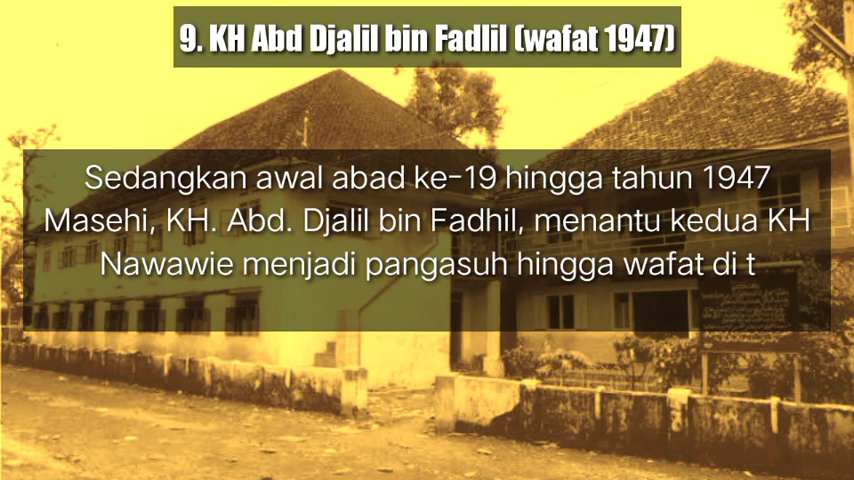 9. KH Abd Djalil bin Fadlil (wafat 1947)
Sedangkan awal abad ke-19 hingga tahun 1947
Masehi, KH. Abd. Djalil bin Fadhil, menantu kedua KH
Nawawie menjadi pangasuh hingga wafat di t